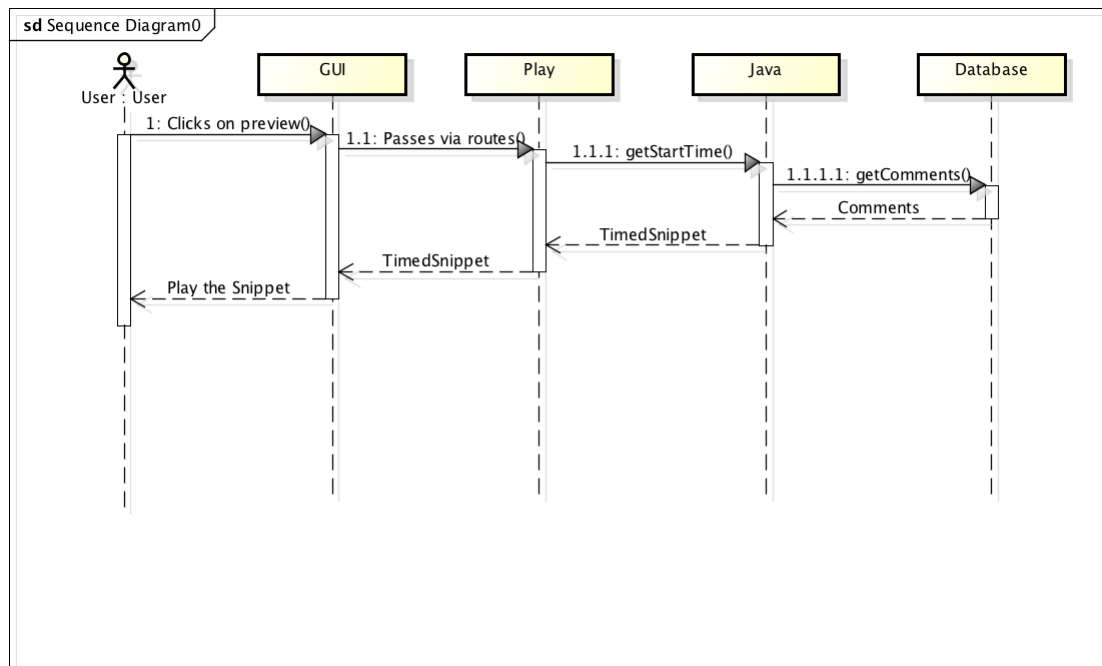 sd Sequence Diagram0
User : User
GUI
Play
Java
Database
1: Clicks on preview()
1.1: Passes via routes()
1.1.1: getStartTime()
1.1.1.1: getComments()
Comments
TimedSnippet
TimedSnippet
Play the Snippet